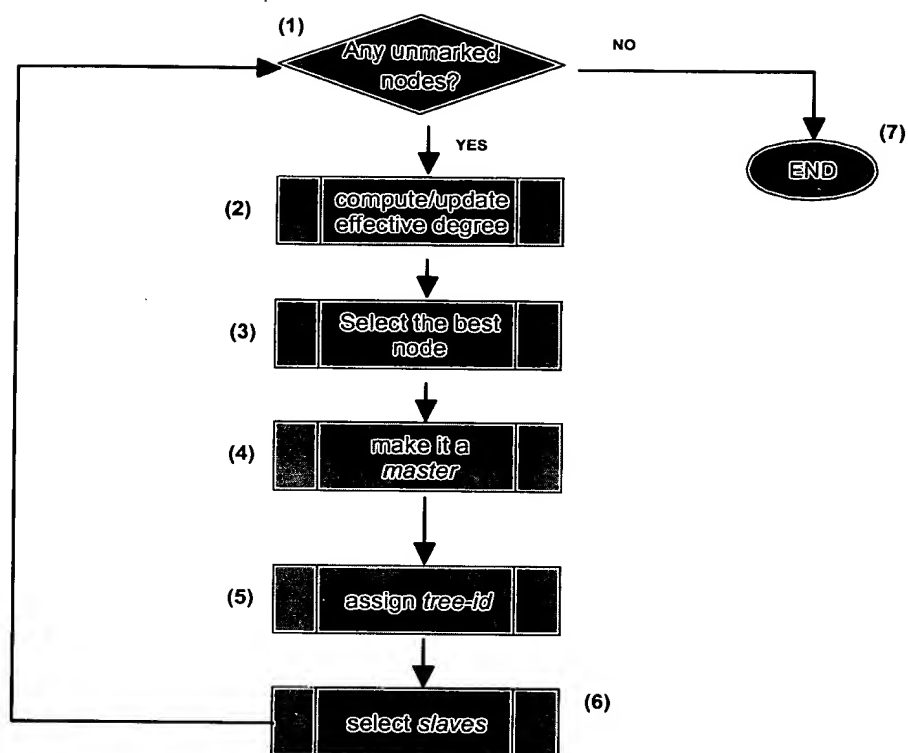 (1)
Any unmarked
nodes?
NO
YES
(7)
END
(2)
compute/update
effective degree
(3)
Select the best
node
(4)
make it a
master
(5)
assign tree-id
(6)
select slaves